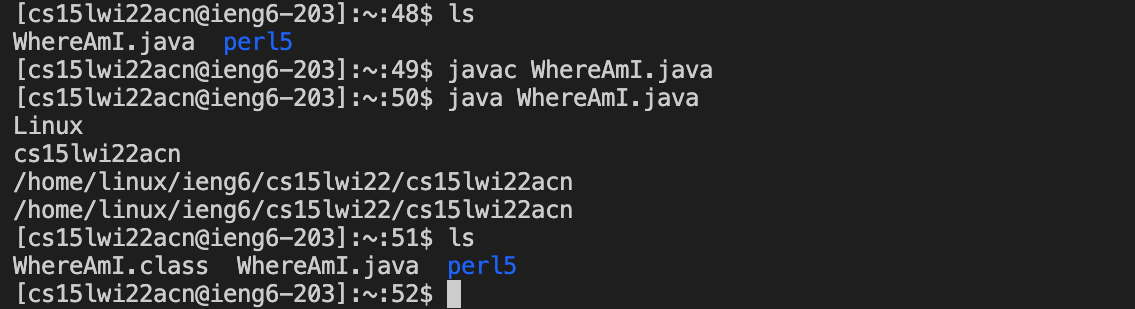 [cs15lwi22acn@ieng6-203]:~:48$ ls
WhereAmI.java  perl5
[cs15lwi22acn@ieng6-203]:~:49$ javac WhereAmI.java
[cs15lwi22acn@ieng6-203]:~:50$ java WhereAmI.java
Linux
cs15lwi22acn
/home/linux/ieng6/cs15lwi22/cs15lwi22acn
/home/linux/ieng6/cs15lwi22/cs15lwi22acn
[cs15lwi22acn@ieng6-203]:~:51$ ls
WhereAmI.class  WhereAmI.java  perl5
[cs15lwi22acn@ieng6-203]:~:52$